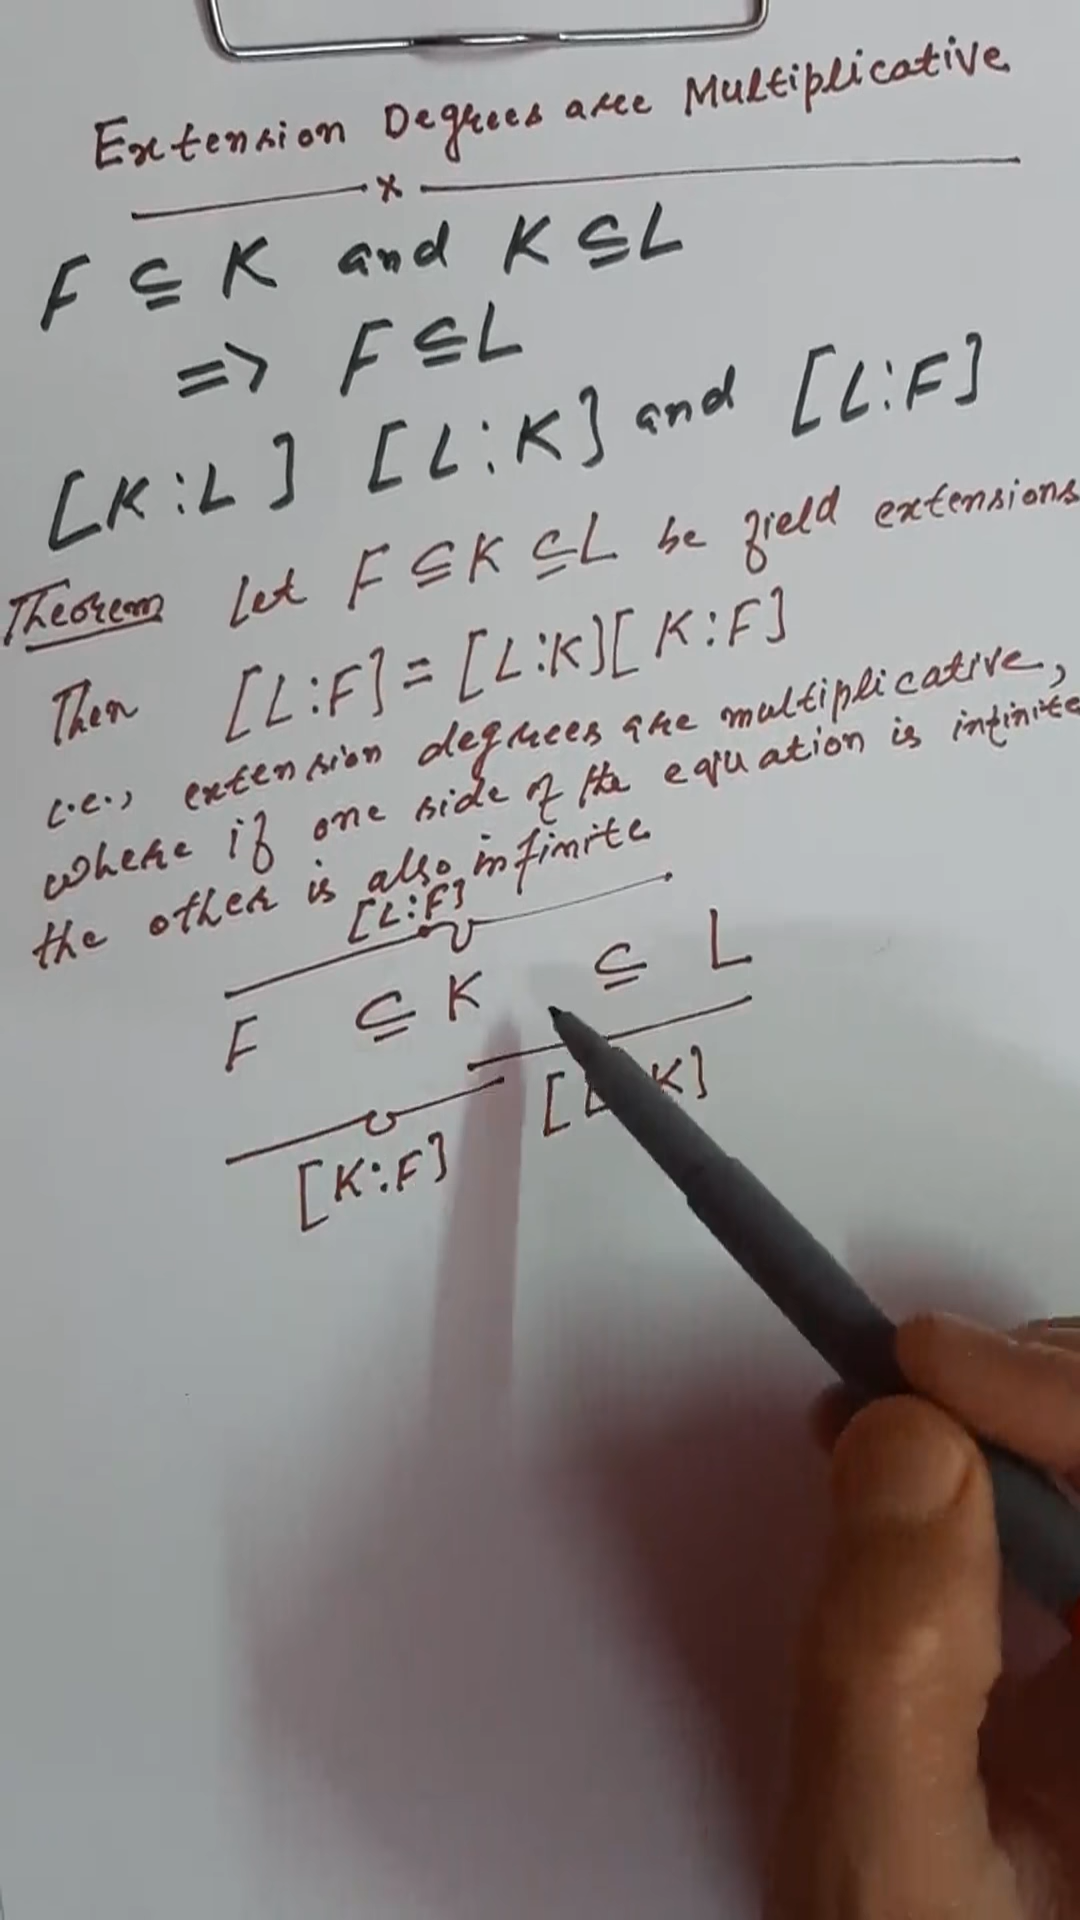 Extension Degrees are Multiplicative
x
F ⊆ K and K ⊆ L
=> F ⊆ L
[K:L] [L:K] and [L:F]
Theorem Let F ⊆ K ⊆ L be field extensions
Then [L:F] = [L:K][K:F]
i.e., extension degrees are multiplicative,
where if one side of the equation is infinite
the other is also infinite
[L:F]
F ⊆ K ⊆ L
[K:F] [L K]